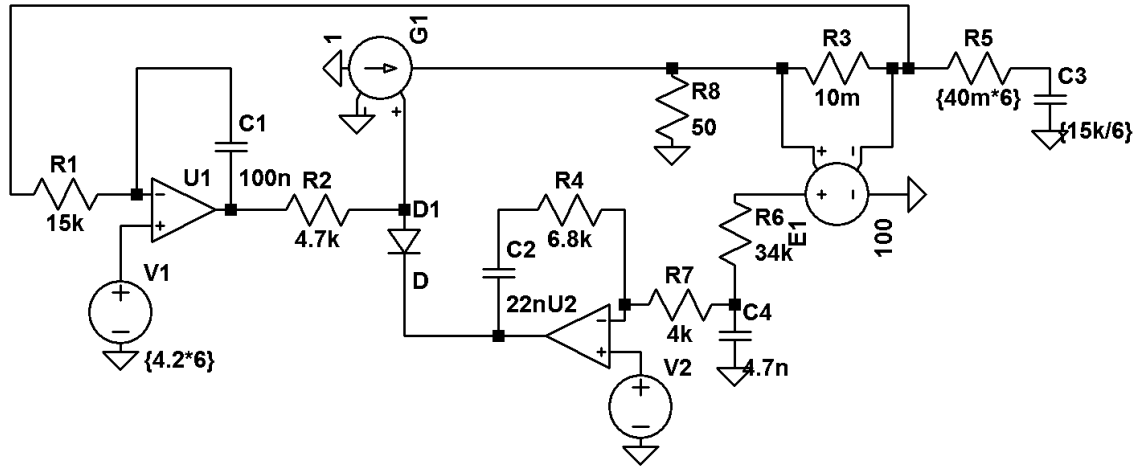 1
G1
R3
10m
R5
{40m*6}
C3
{15k/6}
R8
50
C1
100n
R1
15k
U1
R2
4.7k
D1
D
R4
6.8k
C2
22n
U2
R6
34k
E1
100
R7
4k
C4
4.7n
V1
{4.2*6}
V2